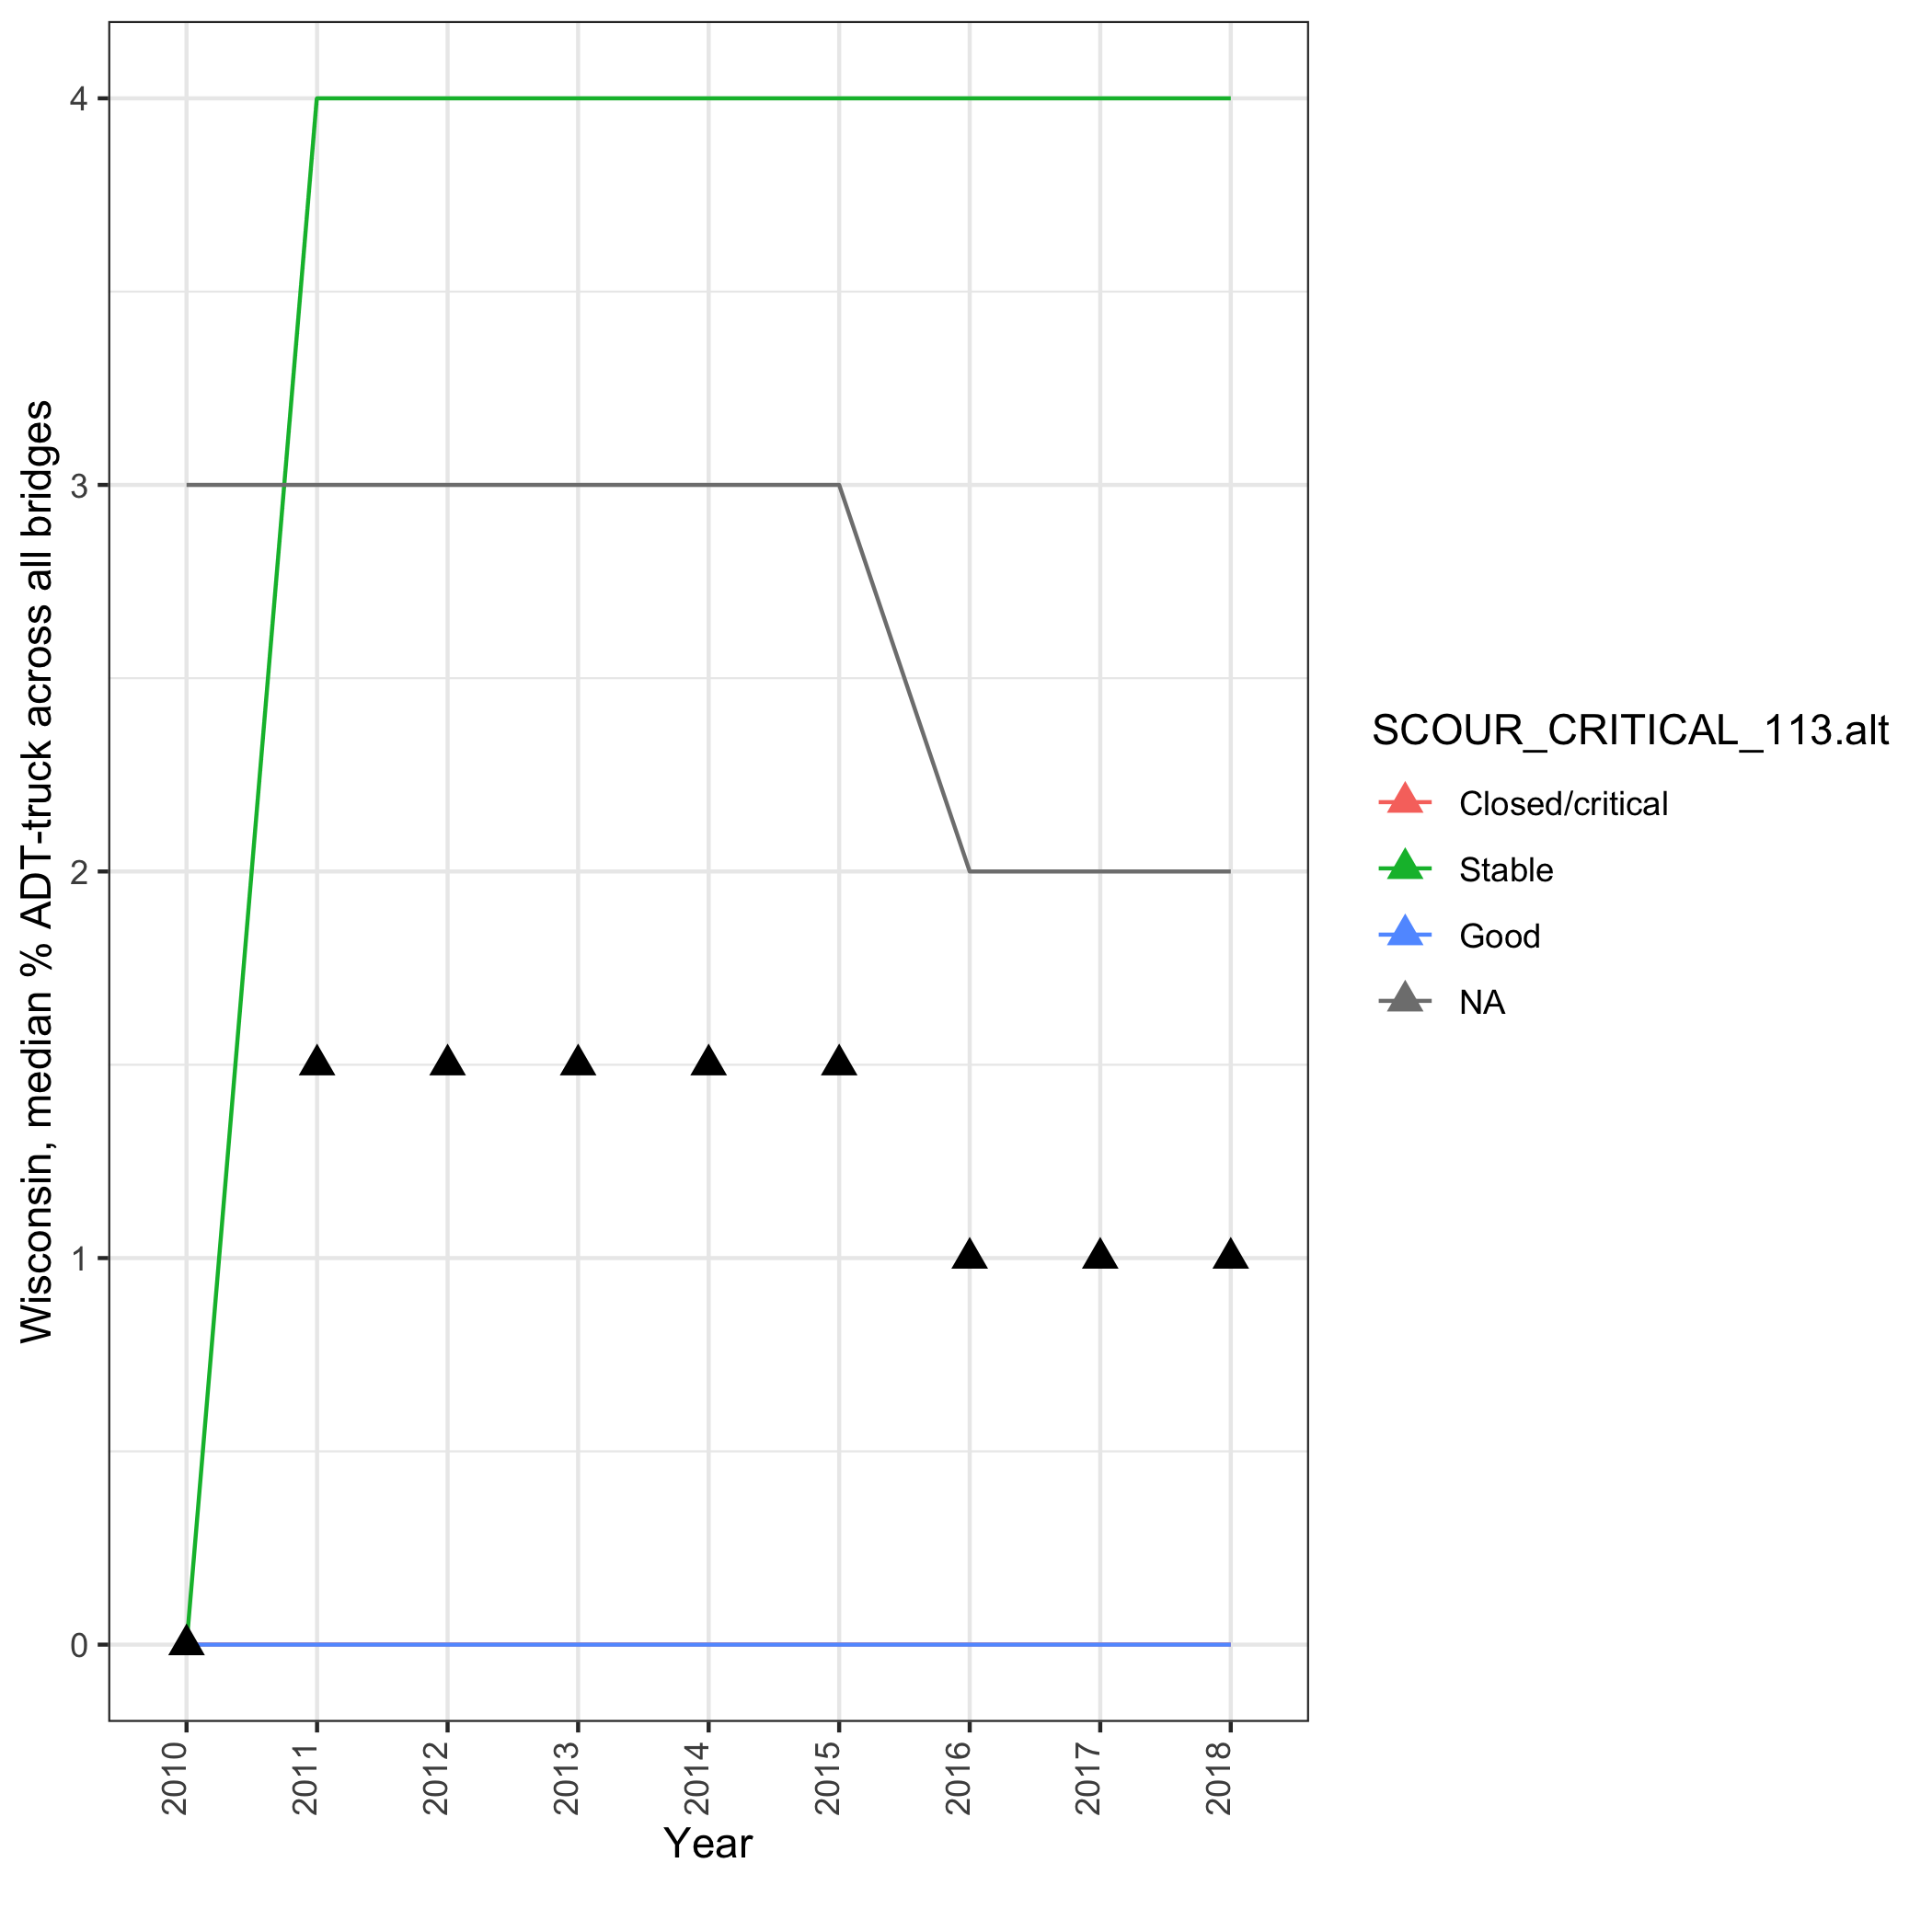 Wisconsin, median % ADT-truck across all bridges
4
3
2
1
0
2010
2011
2012
2013
2014
2015
2016
2017
2018
Year
SCOUR_CRITICAL_113.alt
Closed/critical
Stable
Good
NA